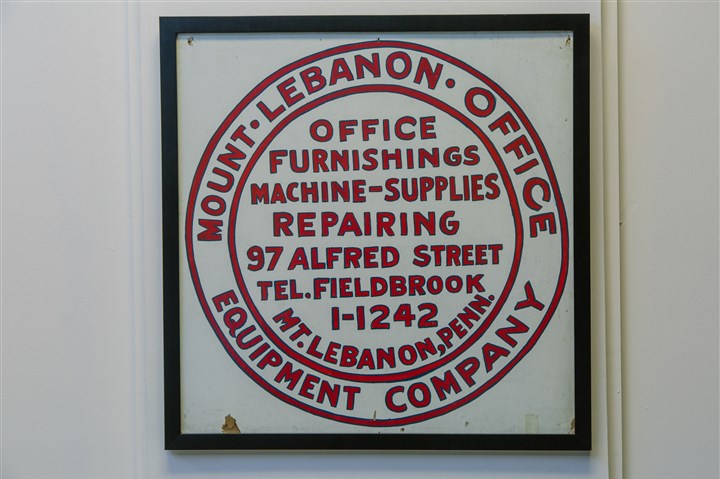 MOUNT·LEBANON·OFFICE
OFFICE
FURNISHINGS
MACHINE-SUPPLIES
REPAIRING
97 ALFRED STREET
TEL. FIELDBROOK
1-1242
MT. LEBANON, PENN.
EQUIPMENT COMPANY